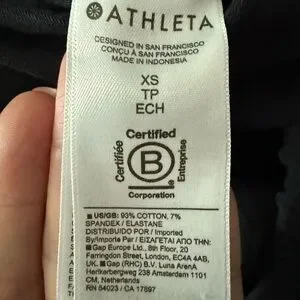 ATHLETA
DESIGNED IN SAN FRANCISCO
CONÇU À SAN FRANCISCO
MADE IN INDONESIA
XS
TP
ECH
Certified
Certifiée
B
Entreprise
Corporation
US/GB: 93% COTTON, 7%
SPANDEX / ELASTANE
DISTRIBUIDO POR / Imported
By/Importe Par / ΕΙΣΑΓΕΤΑΙ ΑΠΟ ΤΗΝ
Gap Europe Ltd., 8th Floor, 20
Farringdon Street, London, EC4A 4AB,
UK. Gap (RHC) B.V. Luna ArenA
Herikerbergweg 238 Amsterdam 1101
CM, Netherlands
RN 54023 / CA 17897